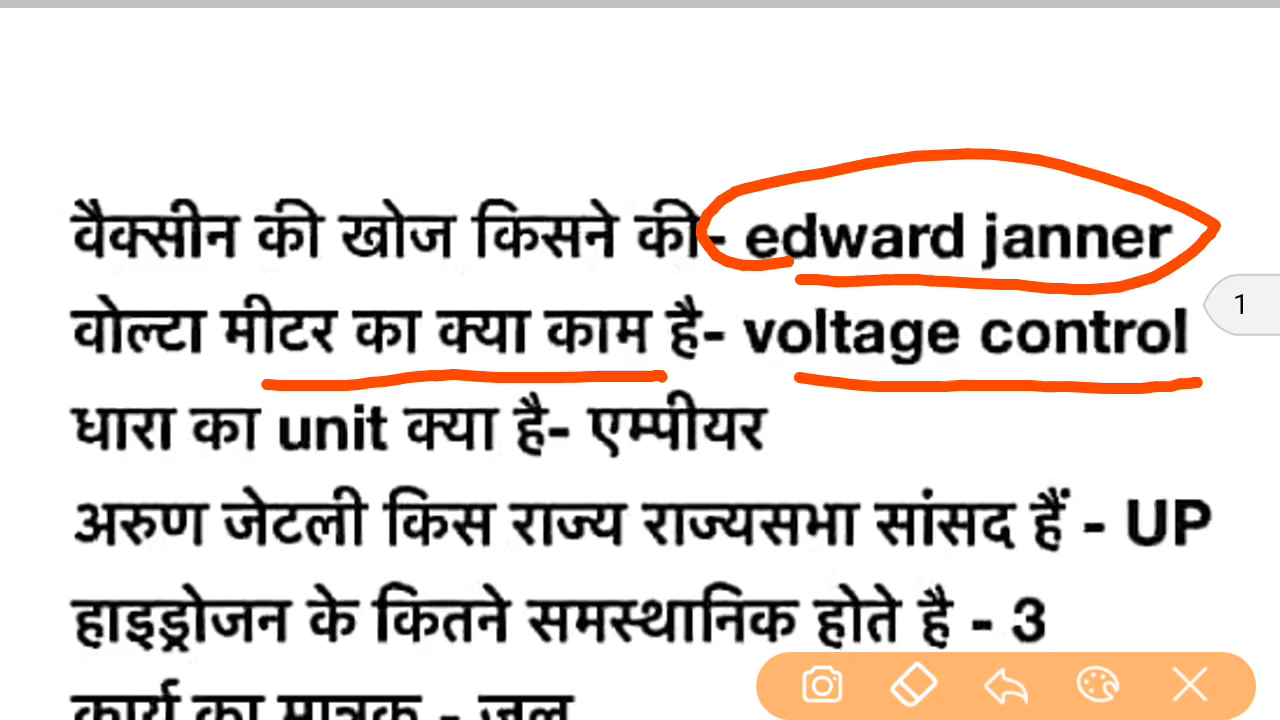 वैक्सीन की खोज किसने की- edward janner
वोल्टा मीटर का क्या काम है- voltage control
1
धारा का unit क्या है- एम्पीयर
अरुण जेटली किस राज्य राज्यसभा सांसद हैं - UP
हाइड्रोजन के कितने समस्थानिक होते है - 3
कार्य का मात्रक - जूल